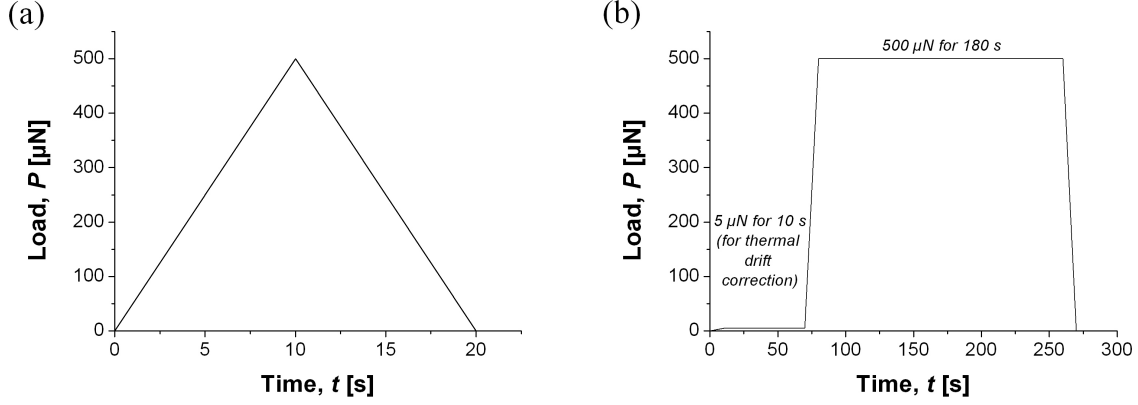 (a)
500
400
300
200
100
0
Load, P [µN]
0 5 10 15 20
Time, t [s]
(b)
500 µN for 180 s
500
400
300
200
100
0
Load, P [µN]
5 µN for 10 s
(for thermal
drift
correction)
0 50 100 150 200 250 300
Time, t [s]